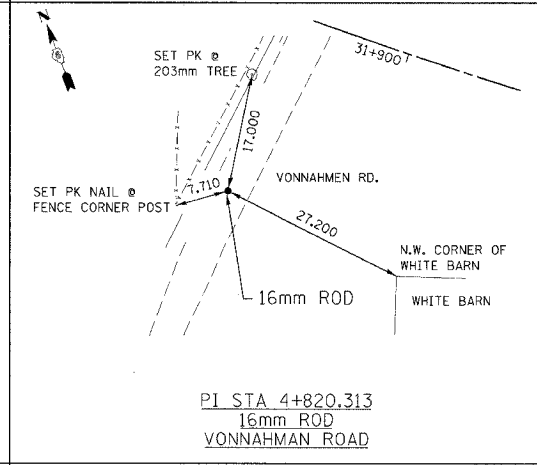 SET PK @
203mm TREE
31+900
17.000
VONNAHMEN RD.
7.710
SET PK NAIL @
FENCE CORNER POST
27.200
N.W. CORNER OF
WHITE BARN
16mm ROD
WHITE BARN
PI STA 4+820.313
16mm ROD
VONNAHMAN ROAD